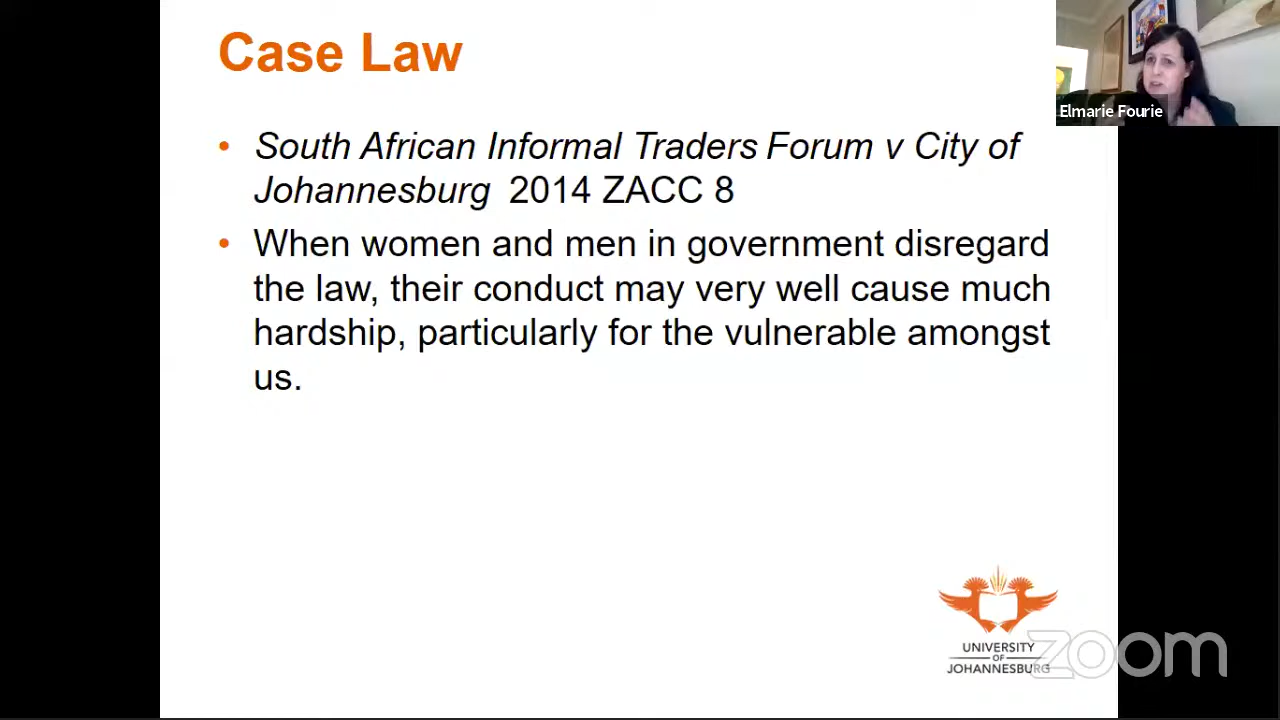 Case Law
Elmarie Fourie
• South African Informal Traders Forum v City of
Johannesburg 2014 ZACC 8
• When women and men in government disregard
the law, their conduct may very well cause much
hardship, particularly for the vulnerable amongst
us.
UNIVERSITY
OF
JOHANNESBURG
zoom